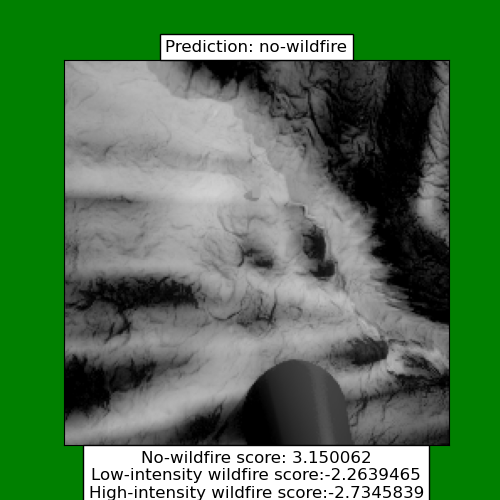 Prediction: no-wildfire
No-wildfire score: 3.150062
Low-intensity wildfire score:-2.2639465
High-intensity wildfire score:-2.7345839